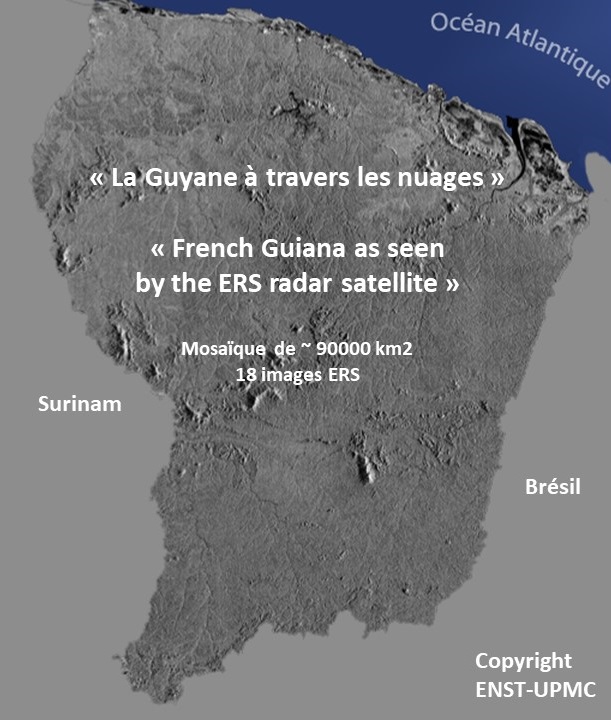 Océan Atlantique
« La Guyane à travers les nuages »
« French Guiana as seen
by the ERS radar satellite »
Mosaïque de ~ 90000 km2
18 images ERS
Surinam
Brésil
Copyright
ENST-UPMC